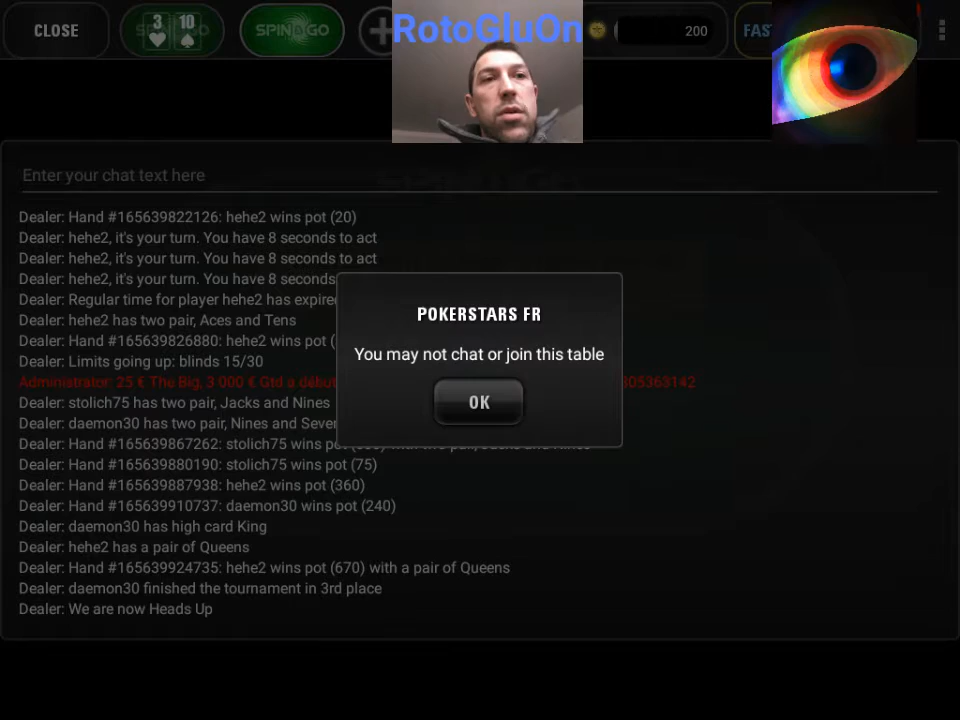 CLOSE
3 10
SPIN&GO
RotoGluOn
200
FAS
Enter your chat text here
Dealer: Hand #165639822126: hehe2 wins pot (20)
Dealer: hehe2, it's your turn. You have 8 seconds to act
Dealer: hehe2, it's your turn. You have 8 seconds to act
Dealer: hehe2, it's your turn. You have 8 seconds
Dealer: Regular time for player hehe2 has expired
Dealer: hehe2 has two pair, Aces and Tens
Dealer: Hand #165639826880: hehe2 wins pot (
Dealer: Limits going up: blinds 15/30
Administrator: 25 € The Big, 3 000 € Gtd a début 305363142
Dealer: stolich75 has two pair, Jacks and Nines
Dealer: daemon30 has two pair, Nines and Seven
Dealer: Hand #165639867262: stolich75 wins pot with two pair, Jacks and Nines
Dealer: Hand #165639880190: stolich75 wins pot (75)
Dealer: Hand #165639887938: hehe2 wins pot (360)
Dealer: Hand #165639910737: daemon30 wins pot (240)
Dealer: daemon30 has high card King
Dealer: hehe2 has a pair of Queens
Dealer: Hand #165639924735: hehe2 wins pot (670) with a pair of Queens
Dealer: daemon30 finished the tournament in 3rd place
Dealer: We are now Heads Up
POKERSTARS FR
You may not chat or join this table
OK